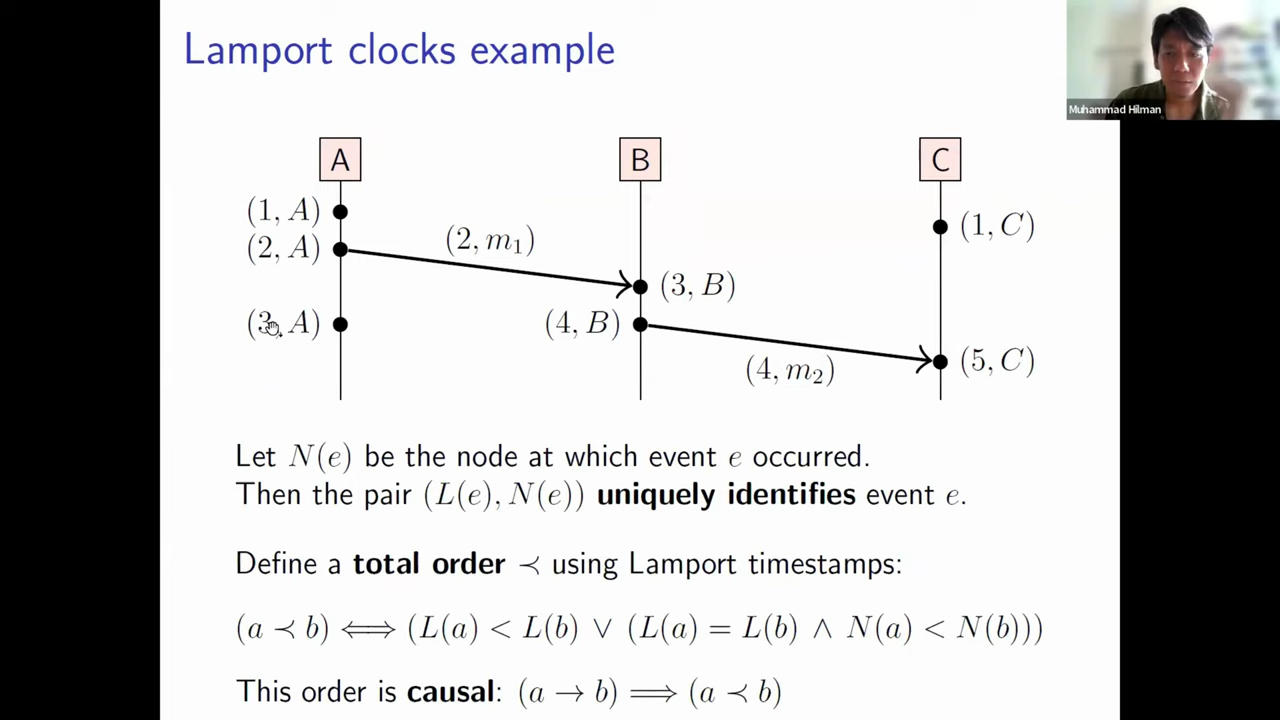 Lamport clocks example
Muhammad Hilman
A
B
C
(1, A)
(1, C)
(2, A)
(2, m₁)
(3, B)
(3, A)
(4, B)
(4, m₂)
(5, C)
Let N(e) be the node at which event e occurred.
Then the pair (L(e), N(e)) uniquely identifies event e.
Define a total order ≺ using Lamport timestamps:
(a ≺ b) ⟺ (L(a) < L(b) ∨ (L(a) = L(b) ∧ N(a) < N(b)))
This order is causal: (a → b) ⟹ (a ≺ b)